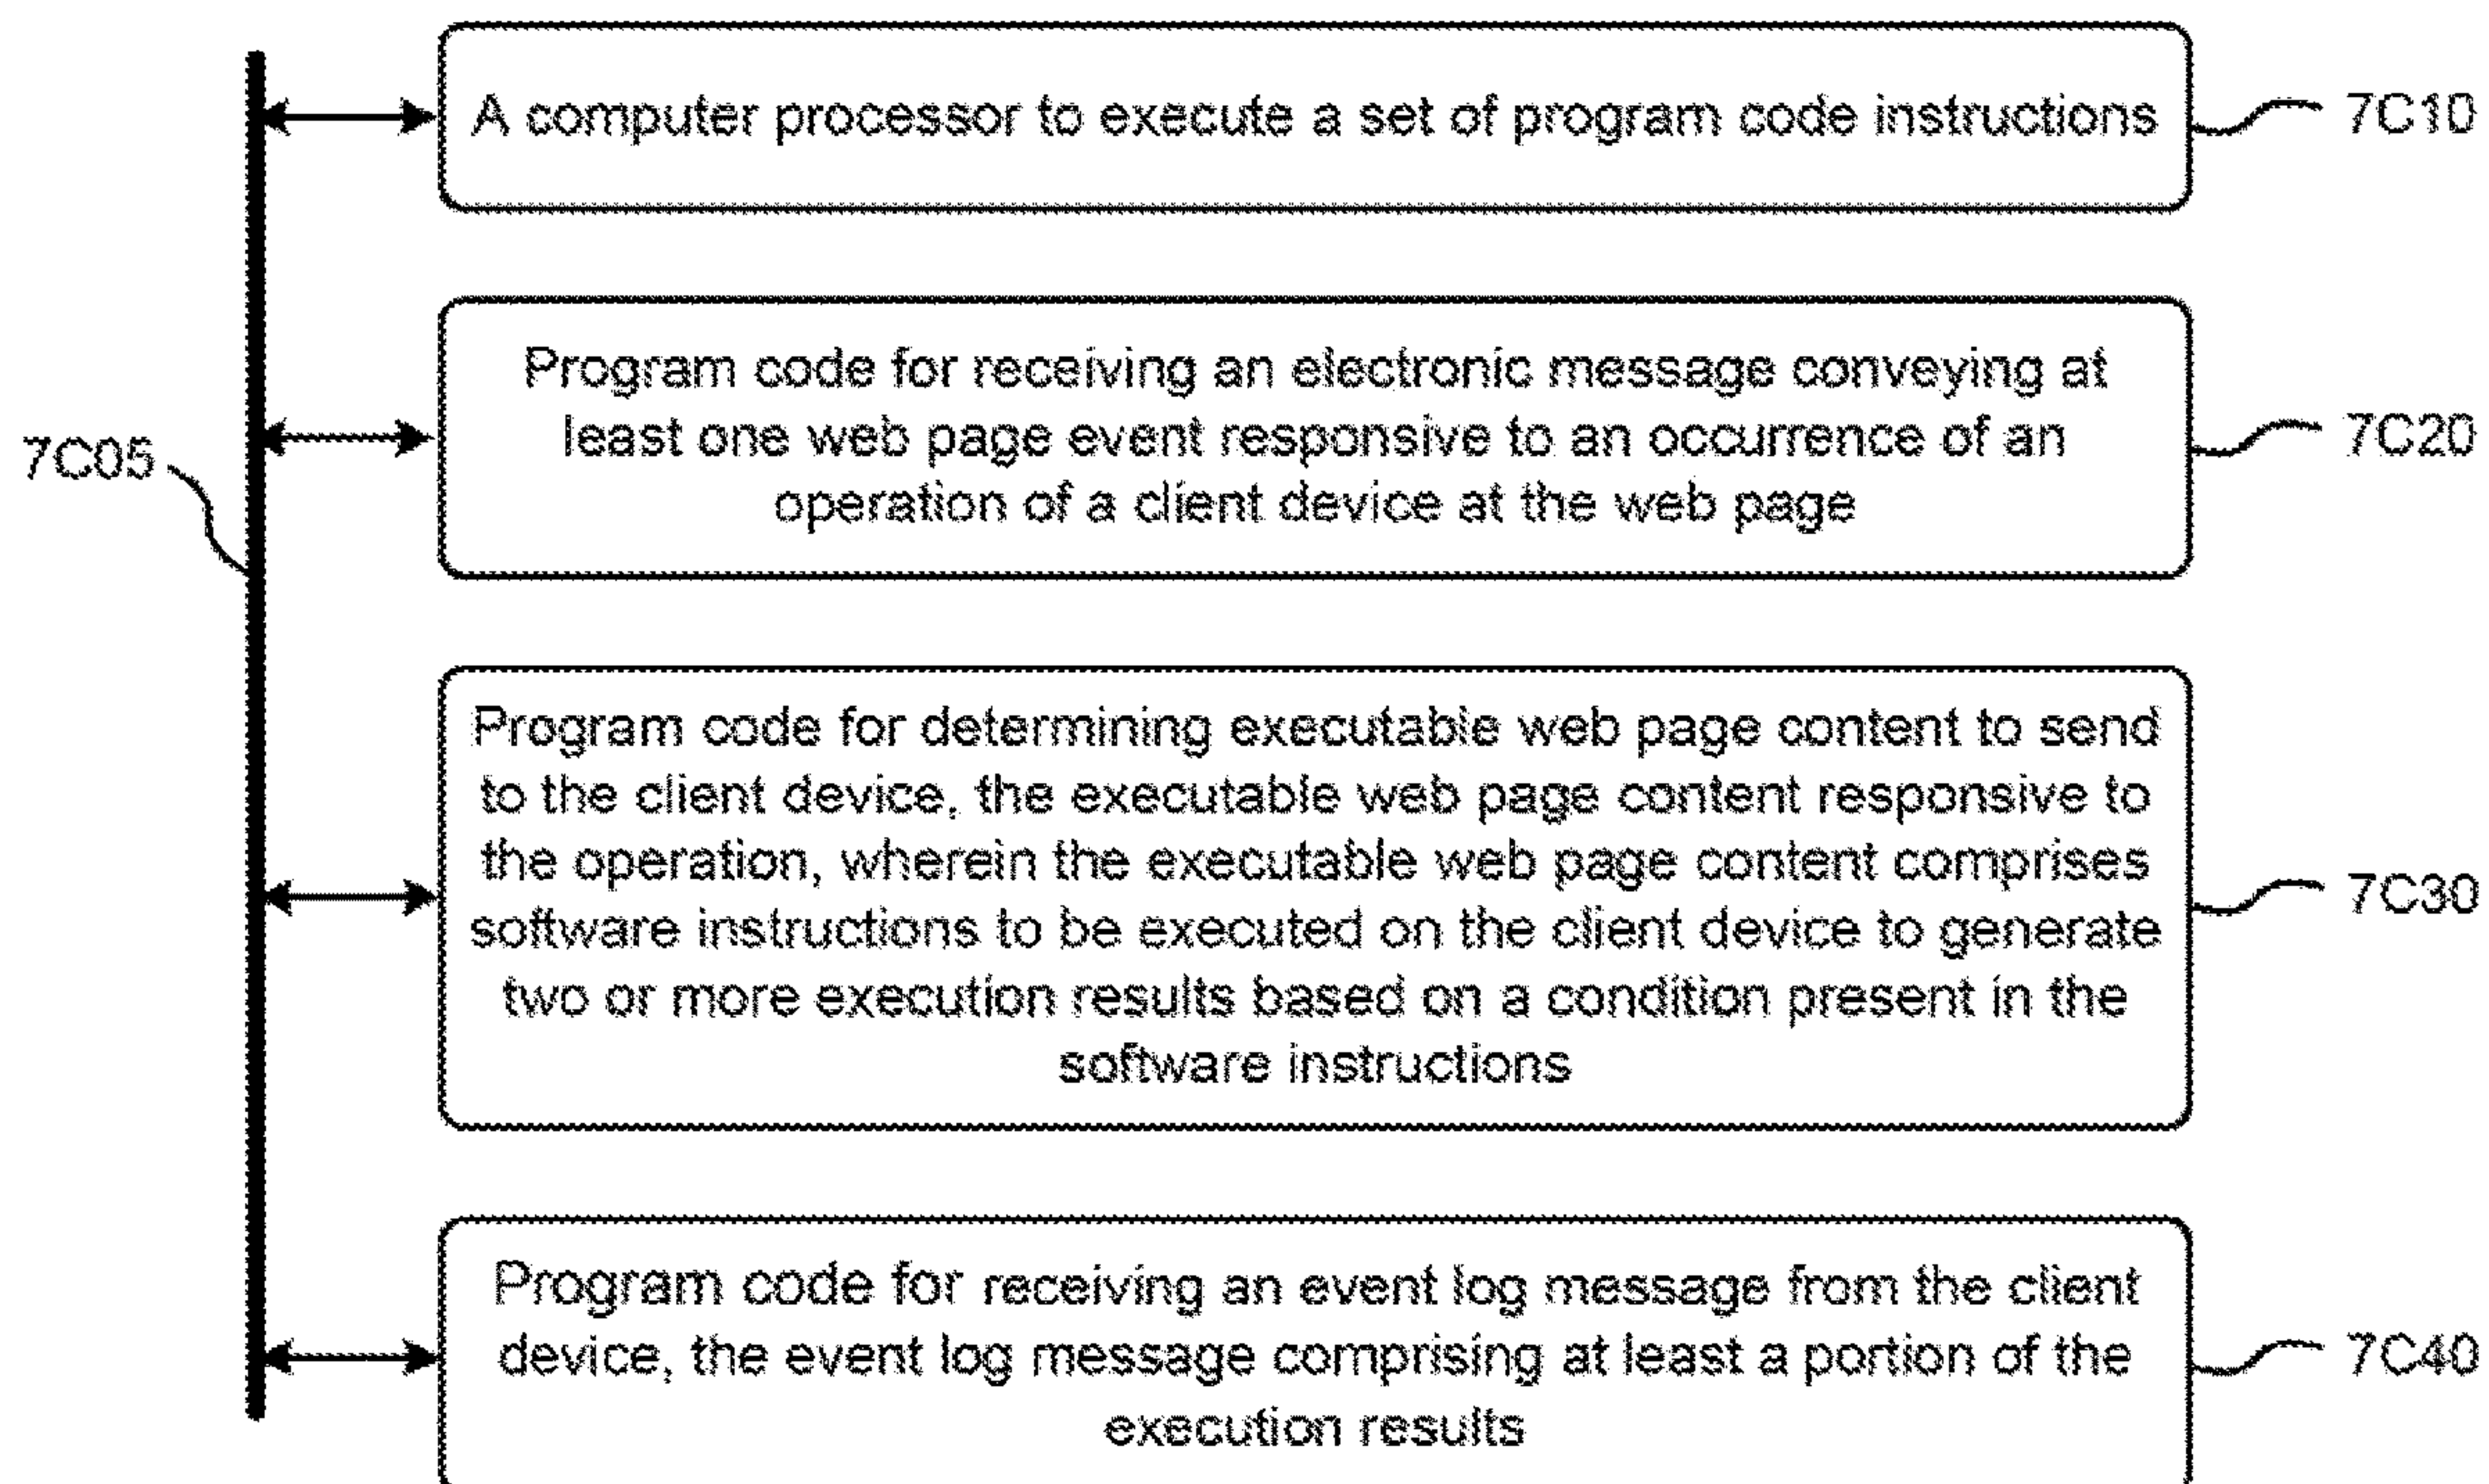 A computer processor to execute a set of program code instructions
7C10
Program code for receiving an electronic message conveying at
least one web page event responsive to an occurrence of an
operation of a client device at the web page
7C20
7C05
Program code for determining executable web page content to send
to the client device, the executable web page content responsive to
the operation, wherein the executable web page content comprises
software instructions to be executed on the client device to generate
two or more execution results based on a condition present in the
software instructions
7C30
Program code for receiving an event log message from the client
device, the event log message comprising at least a portion of the
execution results
7C40